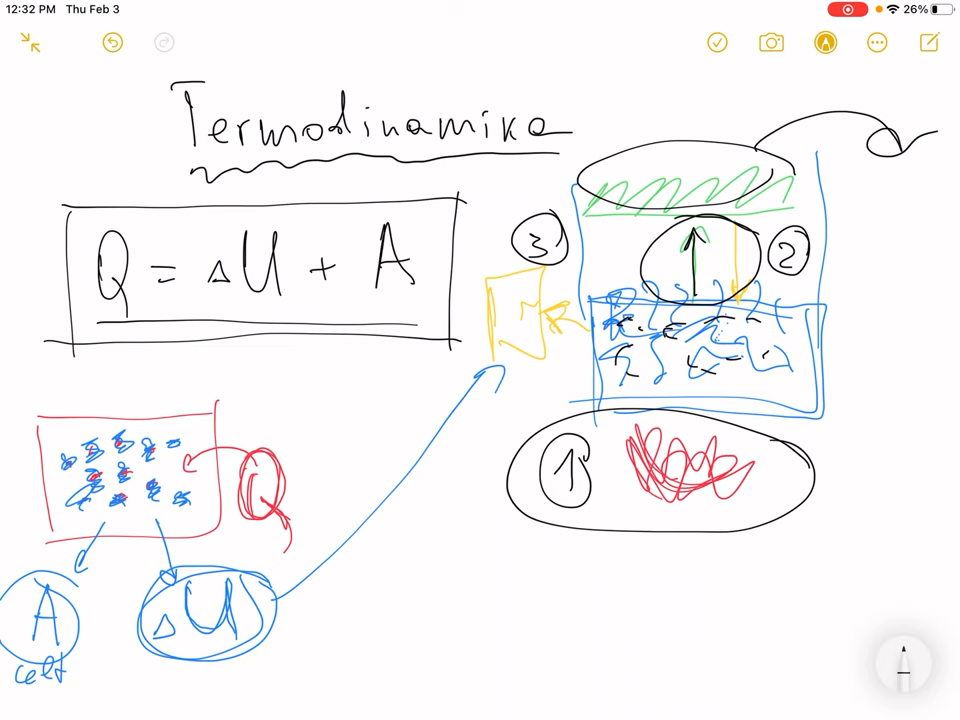 12:32 PM Thu Feb 3
26%
Termodinamika
Q = ΔU + A
3
2
1
Q
A
ΔU
celt